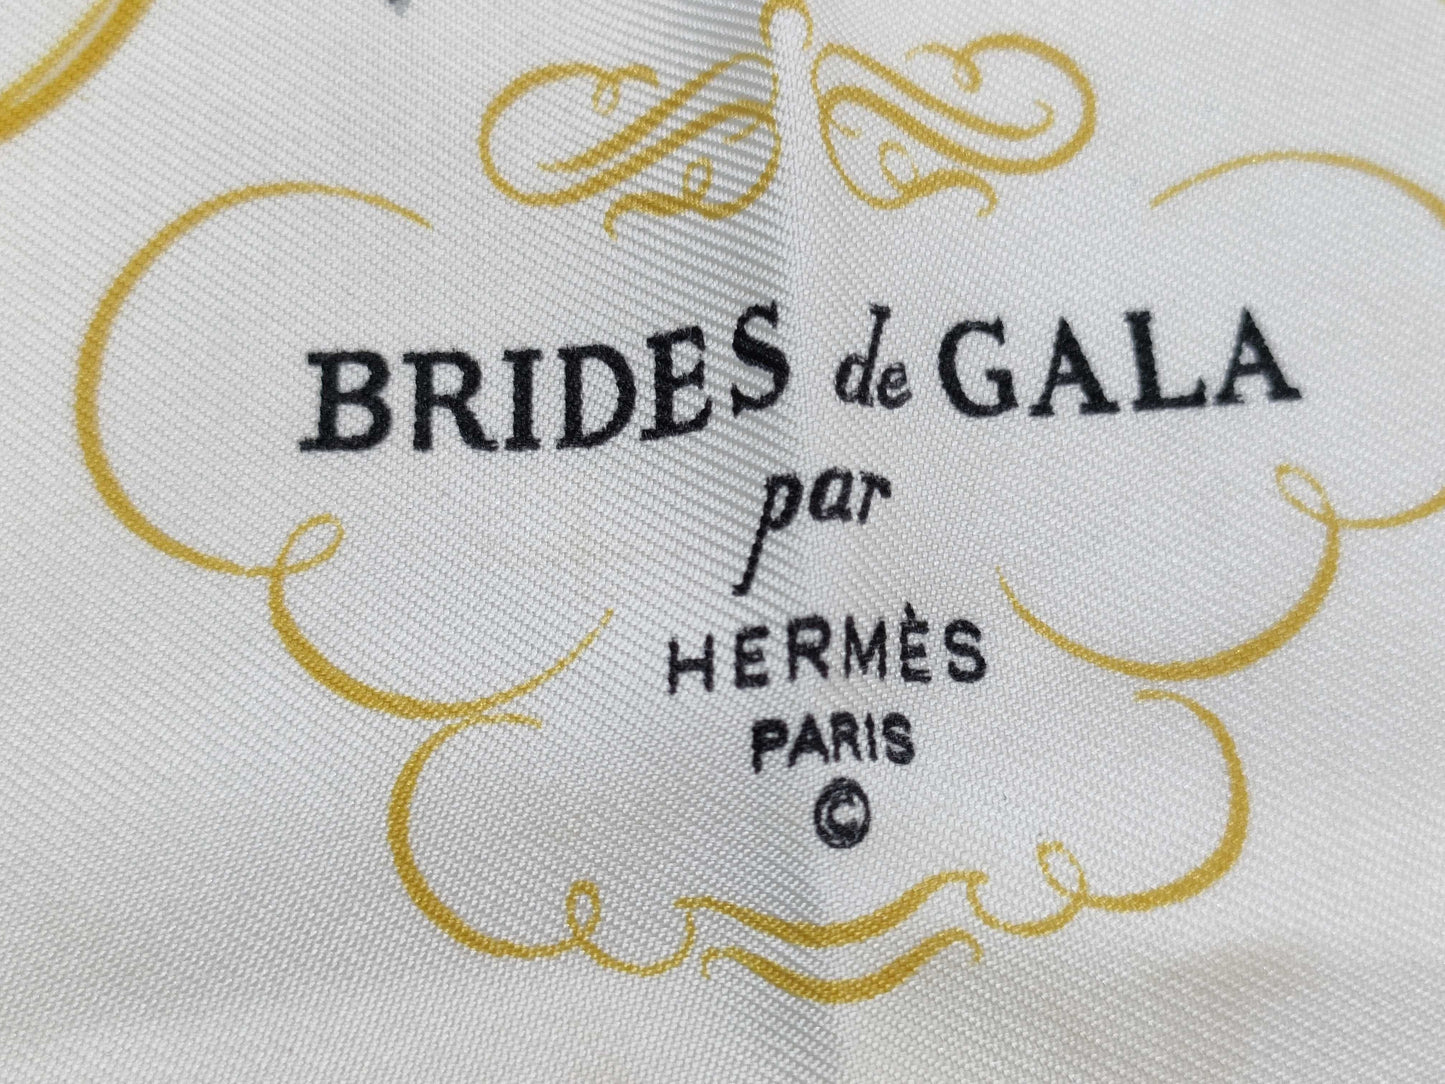 BRIDES de GALA
par
HERMÈS
PARIS
©